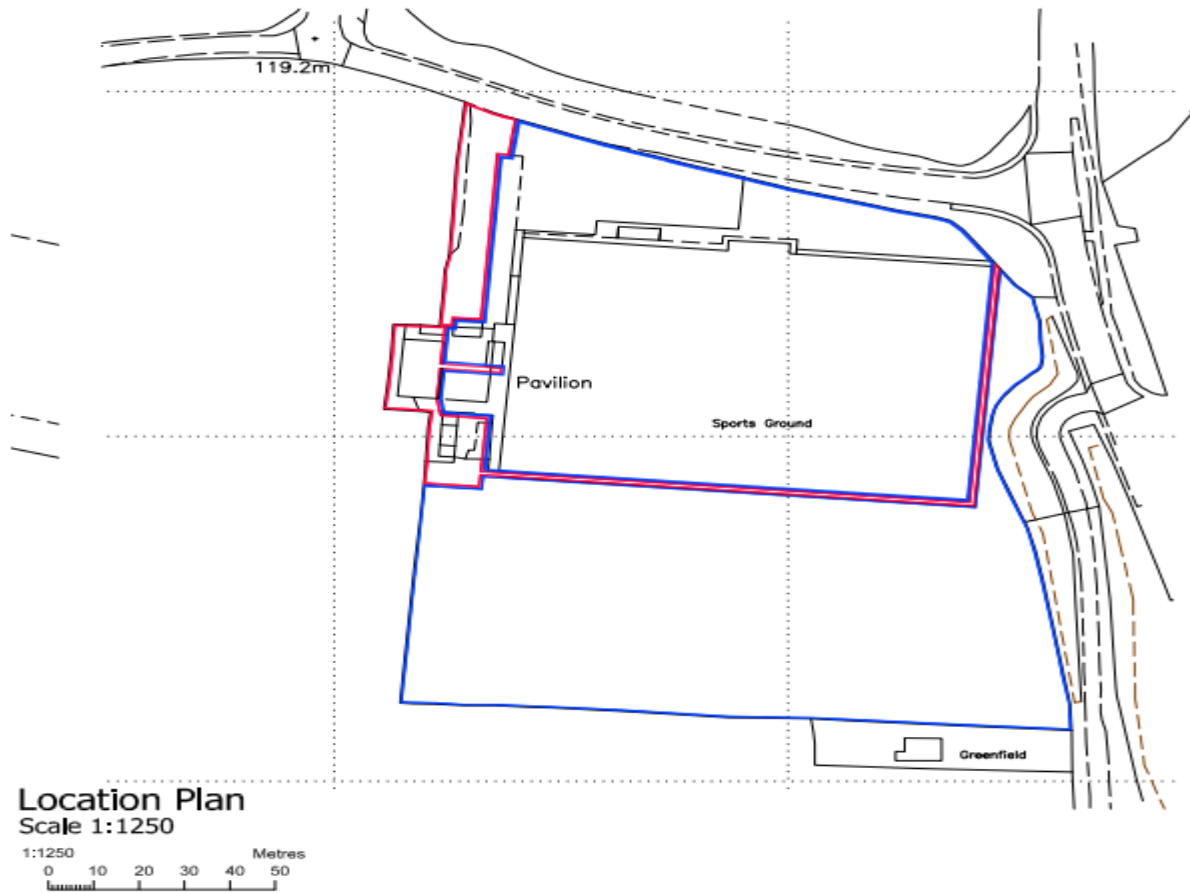 119.2m
Pavilion
Sports Ground
Greenfield
Location Plan
Scale 1:1250
1:1250 Metres
0 10 20 30 40 50